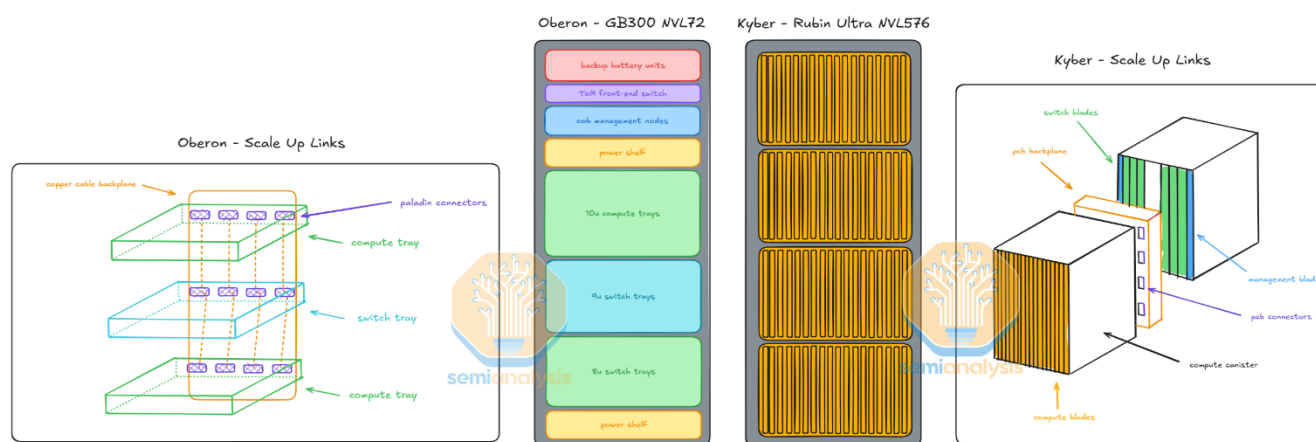 Oberon - GB300 NVL72
Kyber - Rubin Ultra NVL576
Oberon - Scale Up Links
copper cable backplane
paladin connectors
compute tray
switch tray
compute tray
backup battery units
ToR front-end switch
oob management nodes
power shelf
10u compute trays
9u switch trays
8u switch trays
power shelf
semianalysis
semianalysis
Kyber - Scale Up Links
switch blades
pcb backplane
management blade
pcb connectors
compute canister
compute blades